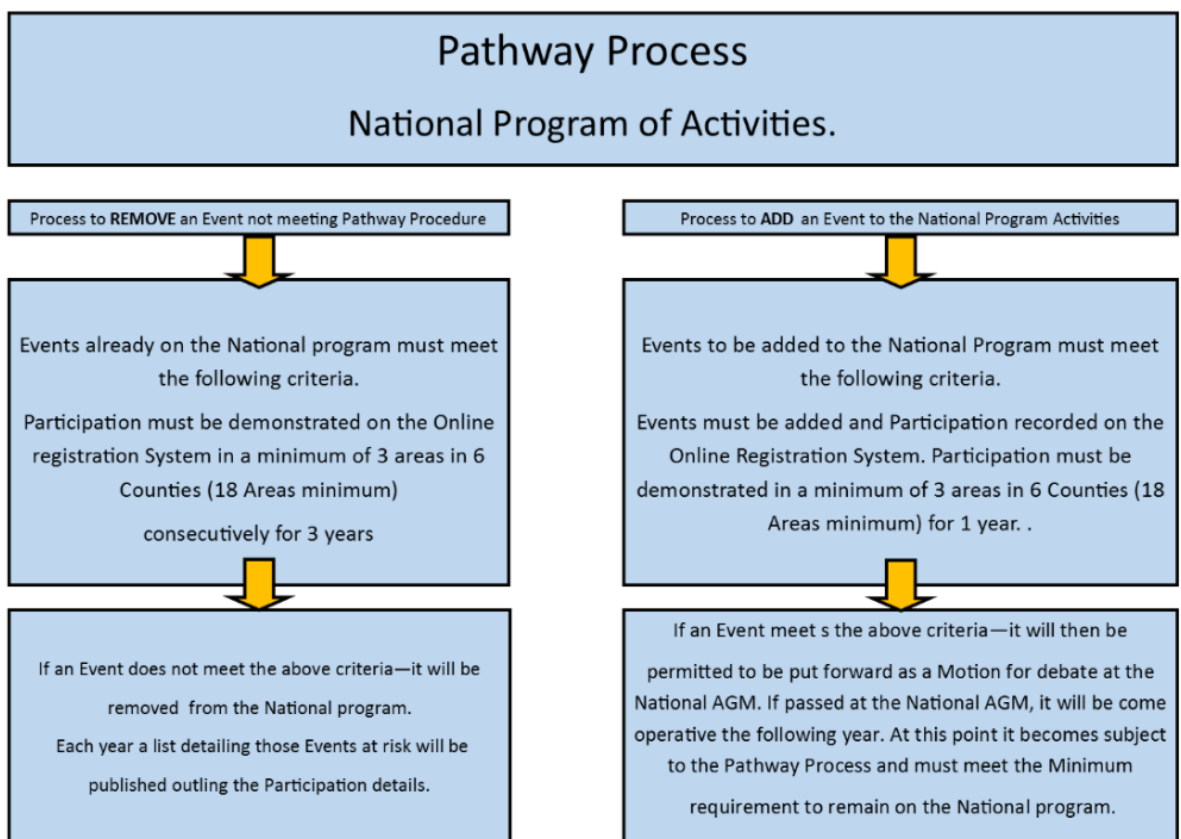 Pathway Process
National Program of Activities.
Process to REMOVE an Event not meeting Pathway Procedure
Events already on the National program must meet
the following criteria.
Participation must be demonstrated on the Online
registration System in a minimum of 3 areas in 6
Counties (18 Areas minimum)
consecutively for 3 years
If an Event does not meet the above criteria—it will be
removed from the National program.
Each year a list detailing those Events at risk will be
published outling the Participation details.
Process to ADD an Event to the National Program Activities
Events to be added to the National Program must meet
the following criteria.
Events must be added and Participation recorded on the
Online Registration System. Participation must be
demonstrated in a minimum of 3 areas in 6 Counties (18
Areas minimum) for 1 year. .
If an Event meet s the above criteria—it will then be
permitted to be put forward as a Motion for debate at the
National AGM. If passed at the National AGM, it will be come
operative the following year. At this point it becomes subject
to the Pathway Process and must meet the Minimum
requirement to remain on the National program.